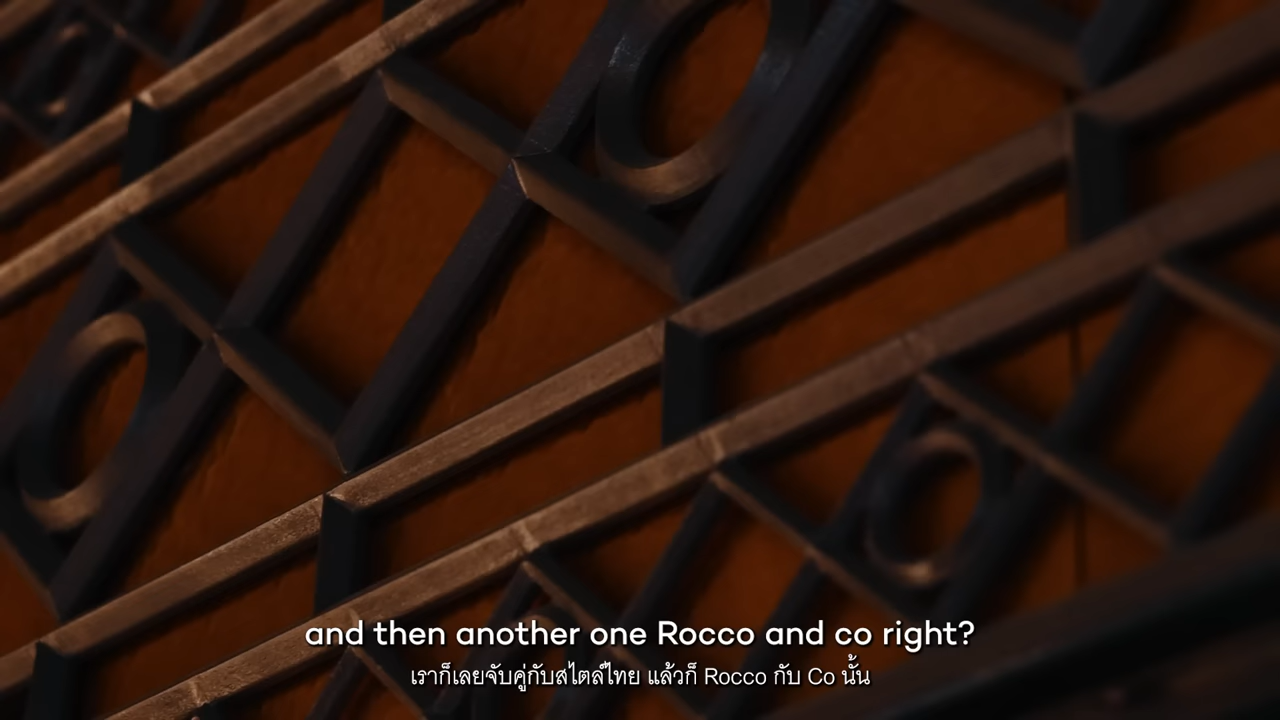 and then another one Rocco and co right?
เราก็เลยจับคู่กับสไตล์ไทย แล้วก็ Rocco กับ Co นั้น